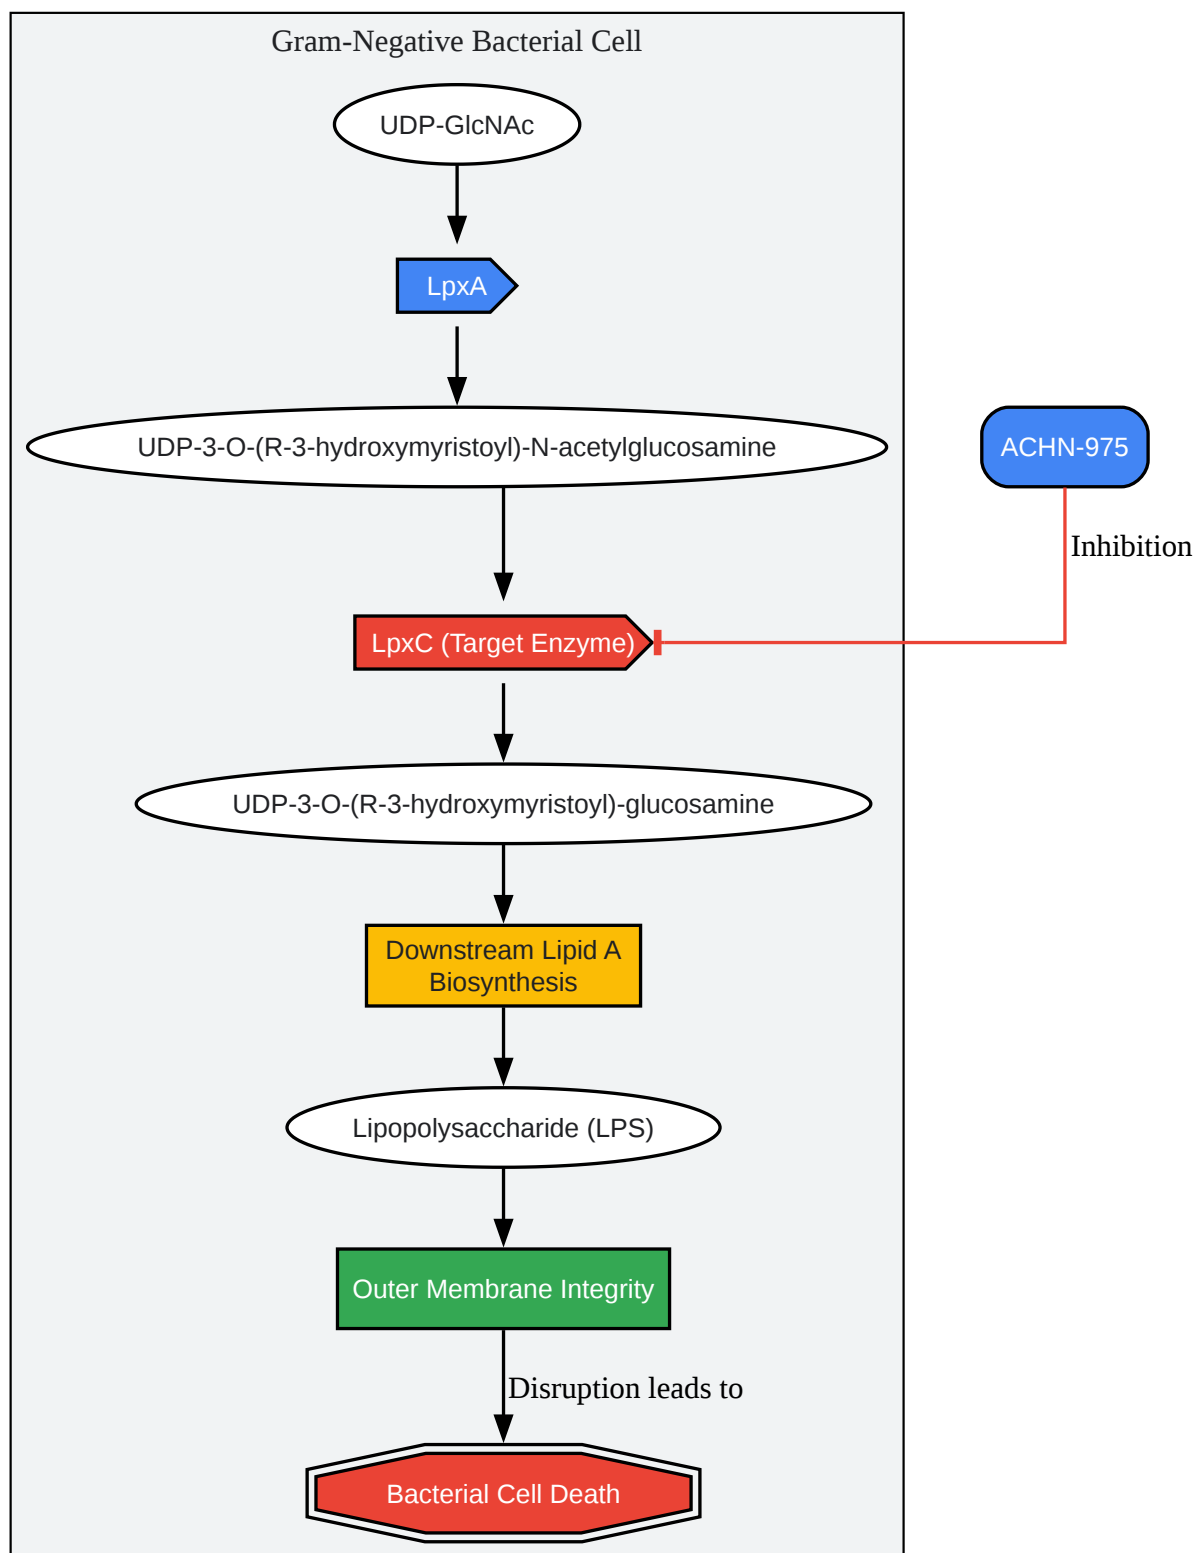 Gram-Negative Bacterial Cell
UDP-GlcNAc
LpxA
UDP-3-O-(R-3-hydroxymyristoyl)-N-acetylglucosamine
ACHN-975
Inhibition
LpxC (Target Enzyme)
UDP-3-O-(R-3-hydroxymyristoyl)-glucosamine
Downstream Lipid A
Biosynthesis
Lipopolysaccharide (LPS)
Outer Membrane Integrity
Disruption leads to
Bacterial Cell Death